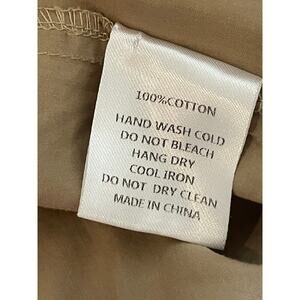 100%COTTON
HAND WASH COLD
DO NOT BLEACH
HANG DRY
COOL IRON
DO NOT DRY CLEAN
MADE IN CHINA